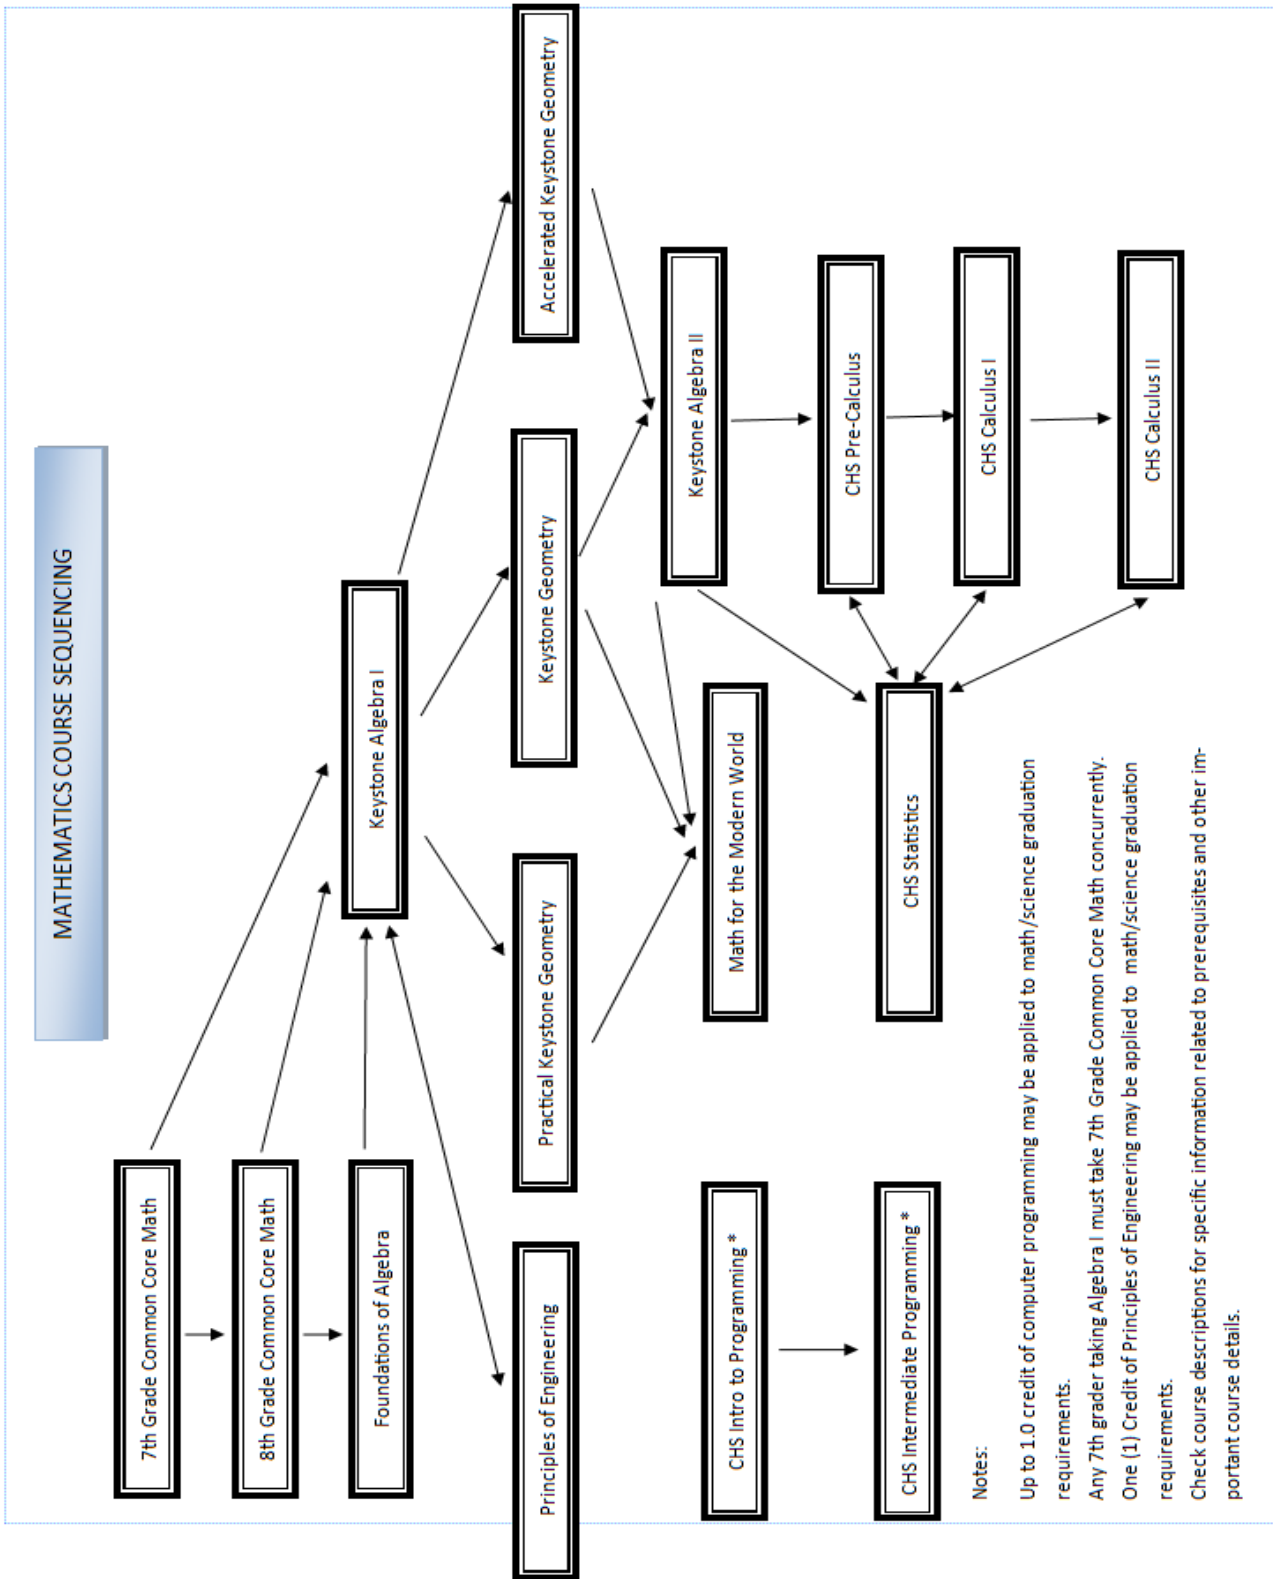 MATHEMATICS COURSE SEQUENCING
7th Grade Common Core Math
8th Grade Common Core Math
Foundations of Algebra
Keystone Algebra I
Principles of Engineering
Practical Keystone Geometry
Keystone Geometry
Accelerated Keystone Geometry
CHS Intro to Programming *
Math for the Modern World
Keystone Algebra II
CHS Intermediate Programming *
CHS Statistics
CHS Pre-Calculus
CHS Calculus I
CHS Calculus II
Notes:
Up to 1.0 credit of computer programming may be applied to math/science graduation
requirements.
Any 7th grader taking Algebra I must take 7th Grade Common Core Math concurrently.
One (1) Credit of Principles of Engineering may be applied to math/science graduation
requirements.
Check course descriptions for specific information related to prerequisites and other im-
portant course details.